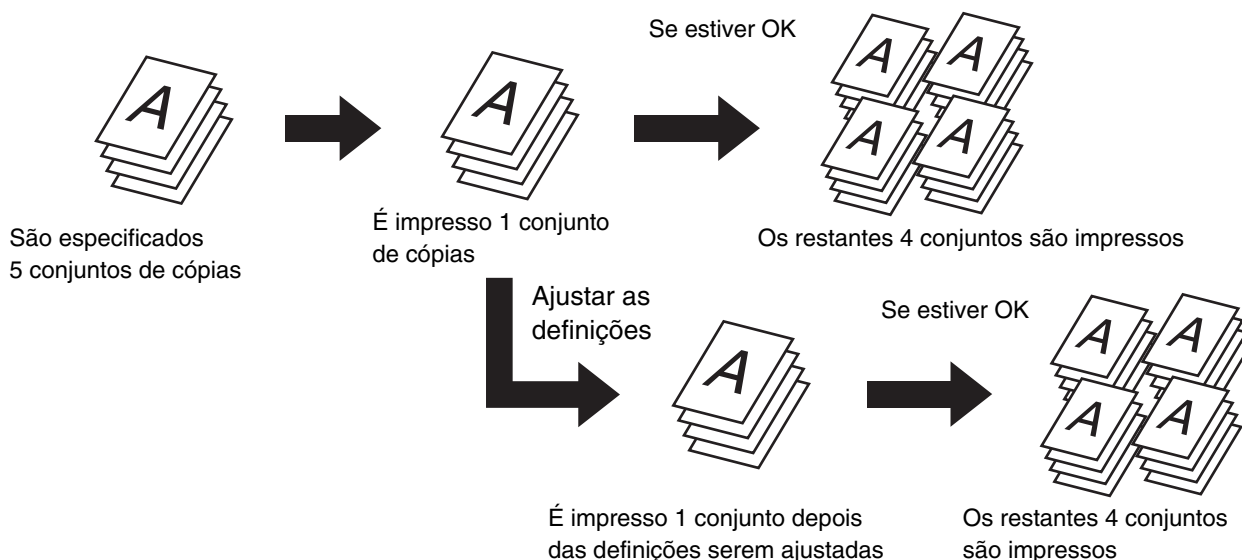 Se estiver OK
A
A
A
A
A
A
São especificados
5 conjuntos de cópias
É impresso 1 conjunto
de cópias
Os restantes 4 conjuntos são impressos
Ajustar as
definições
Se estiver OK
A
A
A
A
A
É impresso 1 conjunto depois
das definições serem ajustadas
Os restantes 4 conjuntos
são impressos